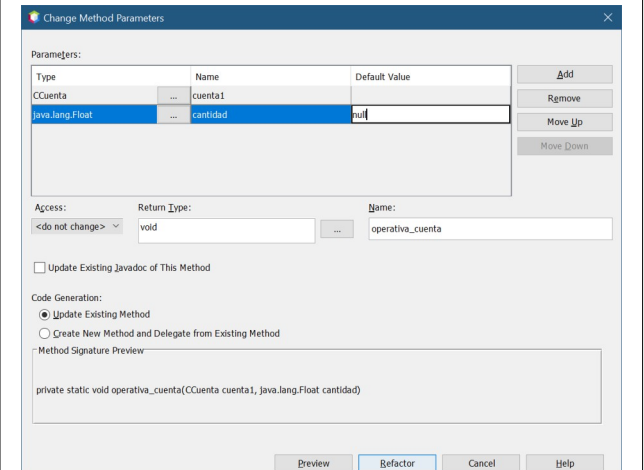 Change Method Parameters
Parameters:
Type Name Default Value
CCuenta ... cuenta1
java.lang.Float ... cantidad null
Add
Remove
Move Up
Move Down
Access: Return Type: Name:
<do not change> void ... operativa_cuenta
Update Existing Javadoc of This Method
Code Generation:
Update Existing Method
Create New Method and Delegate from Existing Method
Method Signature Preview
private static void operativa_cuenta(CCuenta cuenta1, java.lang.Float cantidad)
Preview Refactor Cancel Help